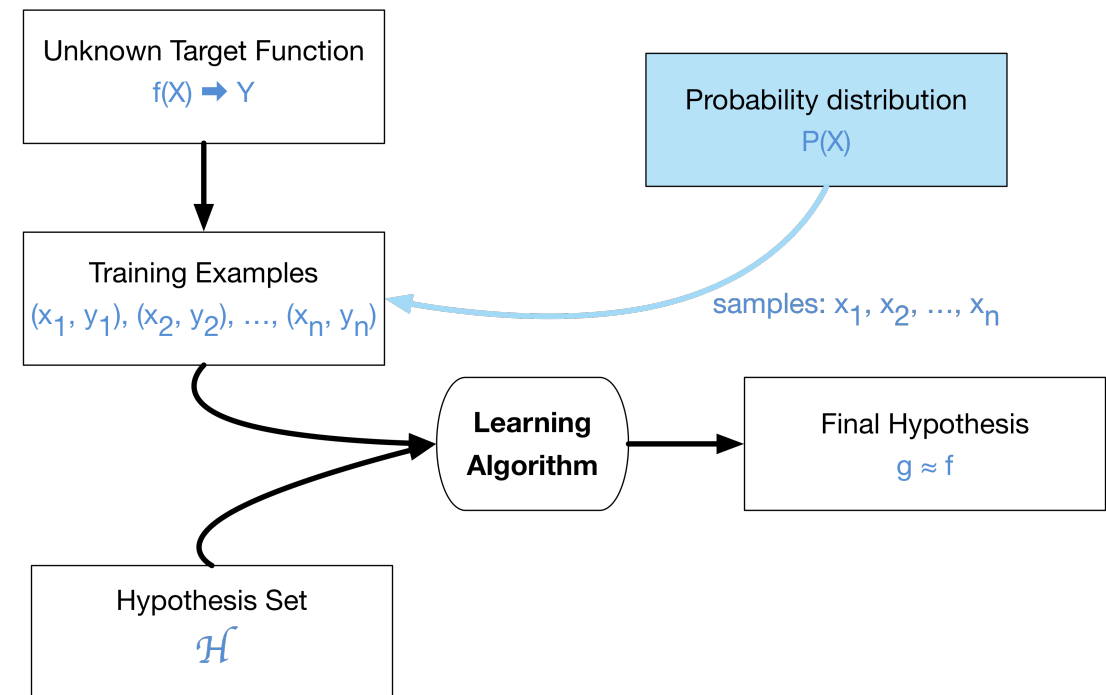 Unknown Target Function
f(X) ➡ Y
Probability distribution
P(X)
Training Examples
(x₁, y₁), (x₂, y₂), …, (xₙ, yₙ)
samples: x₁, x₂, …, xₙ
Learning
Algorithm
Final Hypothesis
g ≈ f
Hypothesis Set
ℋ